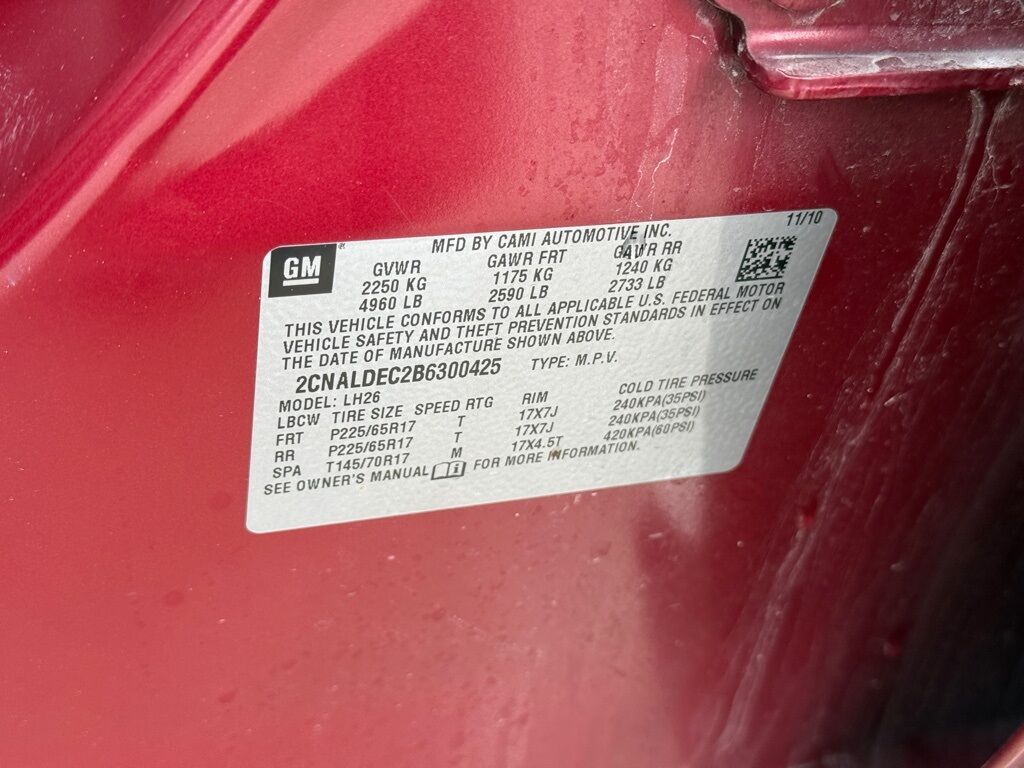 11/10
GM®
MFD BY CAMI AUTOMOTIVE INC.
GVWR GAWR FRT GAWR RR
2250 KG 1175 KG 1240 KG
4960 LB 2590 LB 2733 LB
THIS VEHICLE CONFORMS TO ALL APPLICABLE U.S. FEDERAL MOTOR
VEHICLE SAFETY AND THEFT PREVENTION STANDARDS IN EFFECT ON
THE DATE OF MANUFACTURE SHOWN ABOVE.
2CNALDEC2B6300425 TYPE: M.P.V.
MODEL: LH26
LBCW TIRE SIZE SPEED RTG RIM COLD TIRE PRESSURE
FRT P225/65R17 T 17X7J 240KPA(35PSI)
RR P225/65R17 T 17X7J 240KPA(35PSI)
SPA T145/70R17 M 17X4.5T 420KPA(60PSI)
SEE OWNER'S MANUAL FOR MORE INFORMATION.